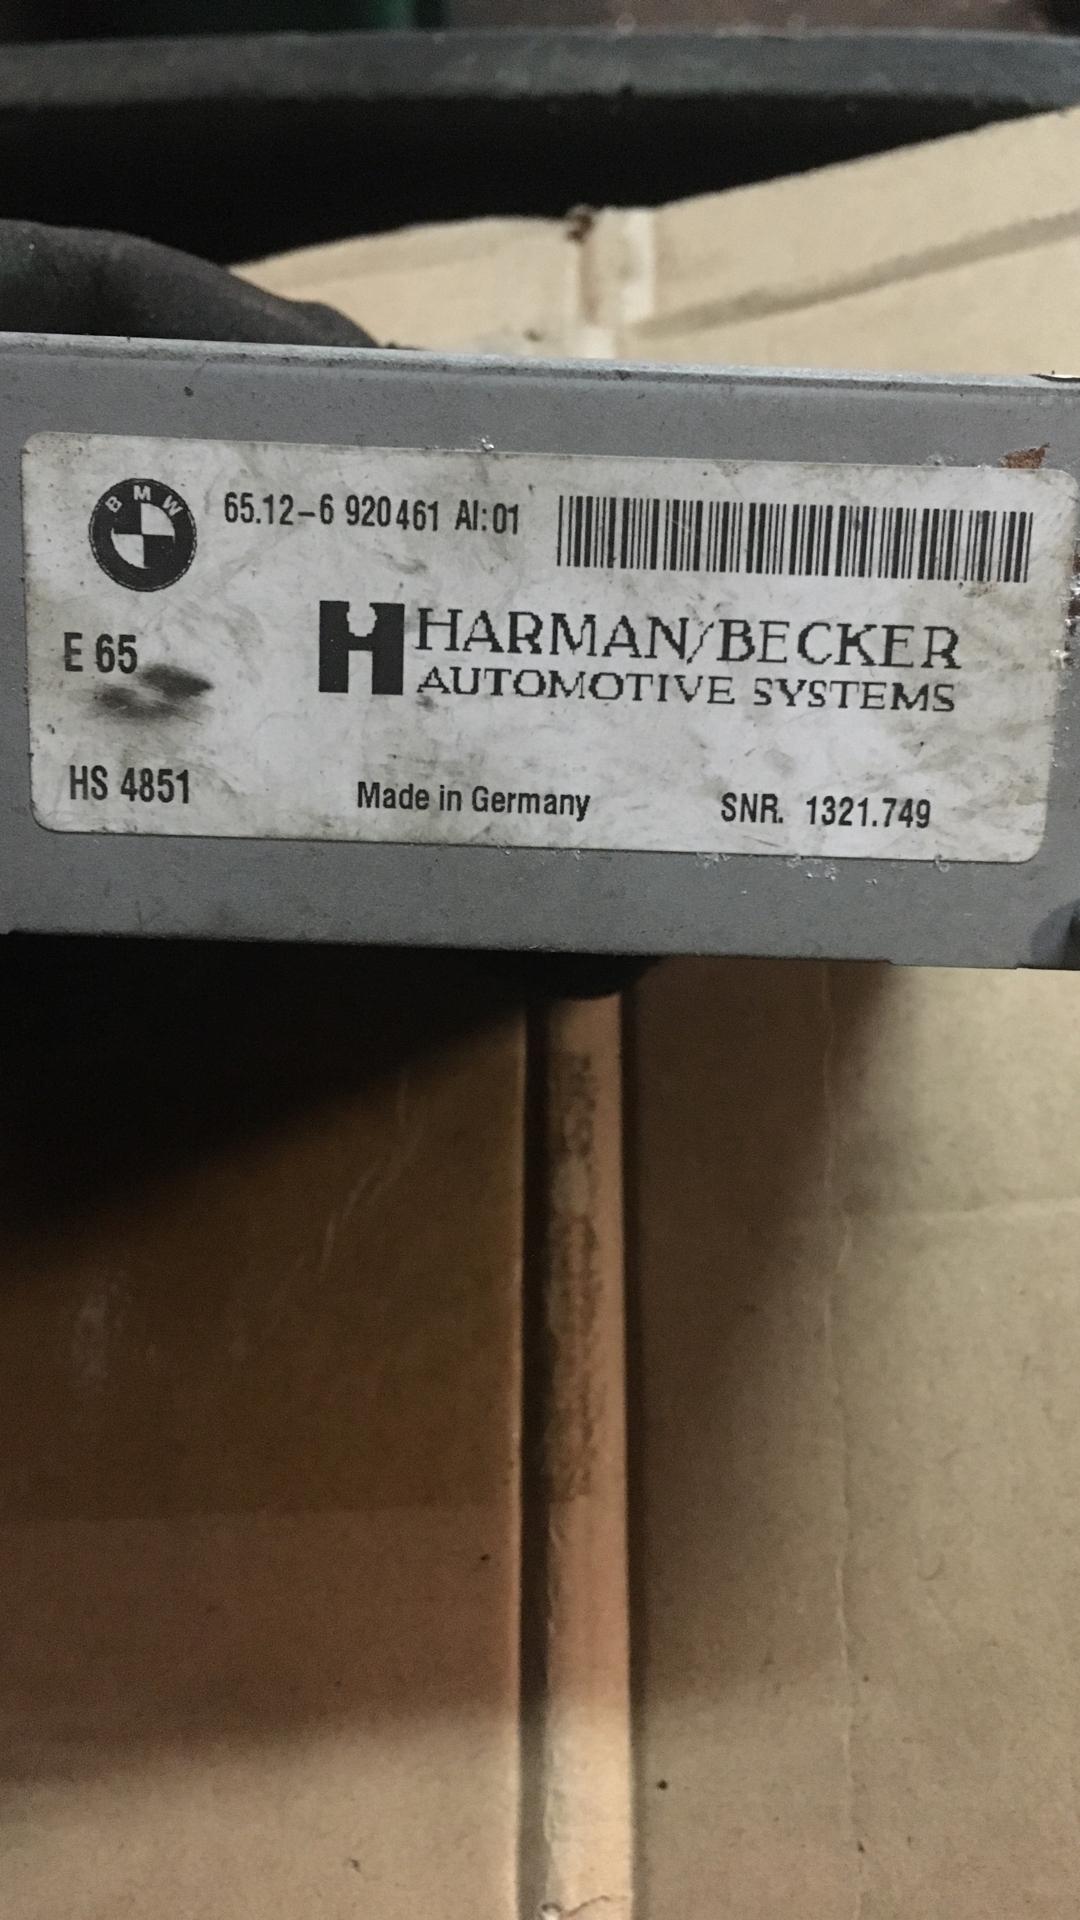 BMW
65.12-6 920461 AI:01
E 65
HARMAN/BECKER
AUTOMOTIVE SYSTEMS
HS 4851
Made in Germany
SNR. 1321.749